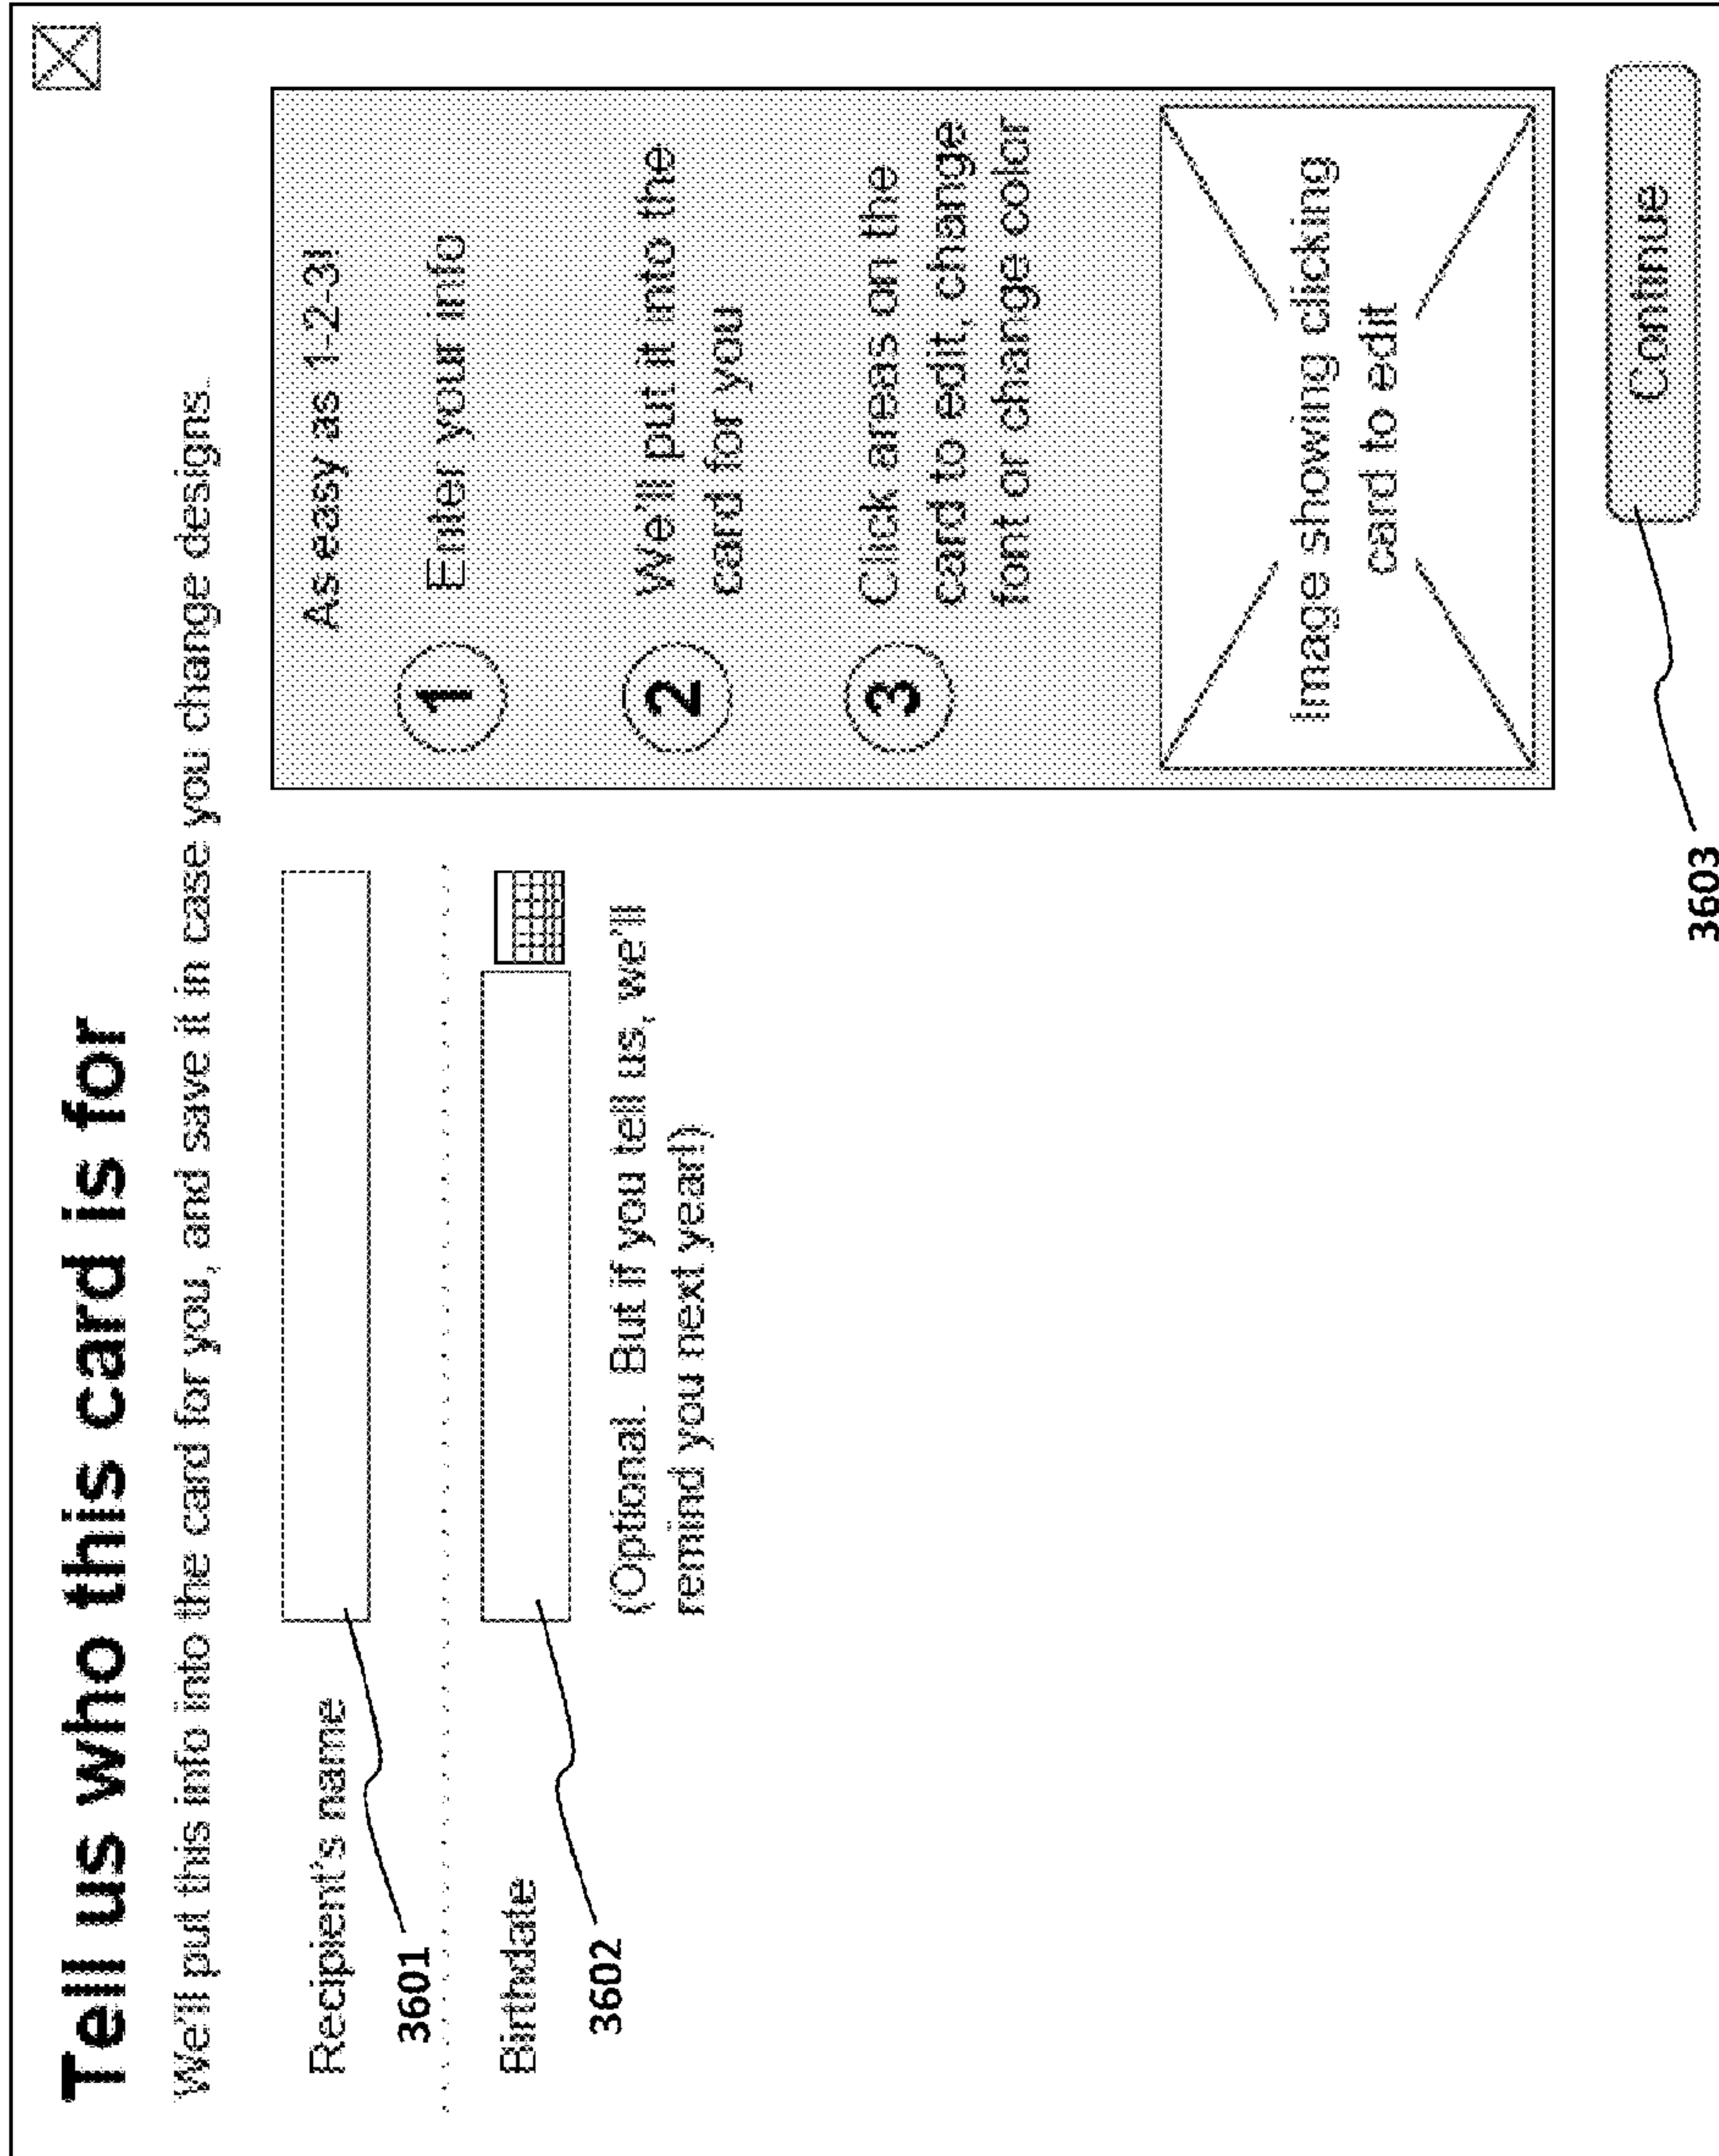 Tell us who this card is for
We'll put this info into the card for you, and save it in case you change designs.
Recipient's name
3601
Birthdate
3602
(Optional. But if you tell us, we'll
remind you next year!)
As easy as 1-2-3!
1 Enter your info
2 We'll put it into the
card for you
3 Click areas on the
card to edit, change
font or change color
Image showing clicking
card to edit
Continue
3603